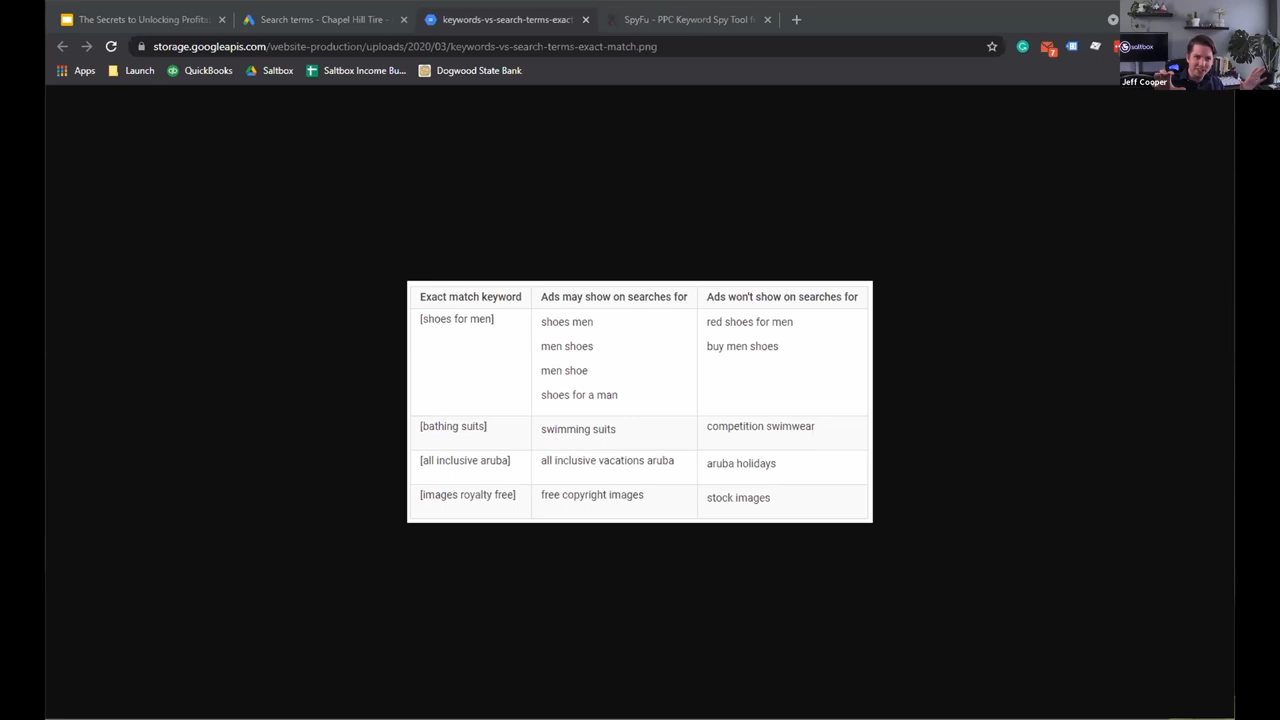 The Secrets to Unlocking Profita
Search terms - Chapel Hill Tire -
keywords-vs-search-terms-exact
SpyFu - PPC Keyword Spy Tool f
storage.googleapis.com/website-production/uploads/2020/03/keywords-vs-search-terms-exact-match.png
7
saltbox
Apps
Launch
QuickBooks
Saltbox
Saltbox Income Bu...
Dogwood State Bank
Jeff Cooper
Exact match keyword
Ads may show on searches for
Ads won't show on searches for
[shoes for men]
shoes men
red shoes for men
men shoes
buy men shoes
men shoe
shoes for a man
[bathing suits]
swimming suits
competition swimwear
[all inclusive aruba]
all inclusive vacations aruba
aruba holidays
[images royalty free]
free copyright images
stock images